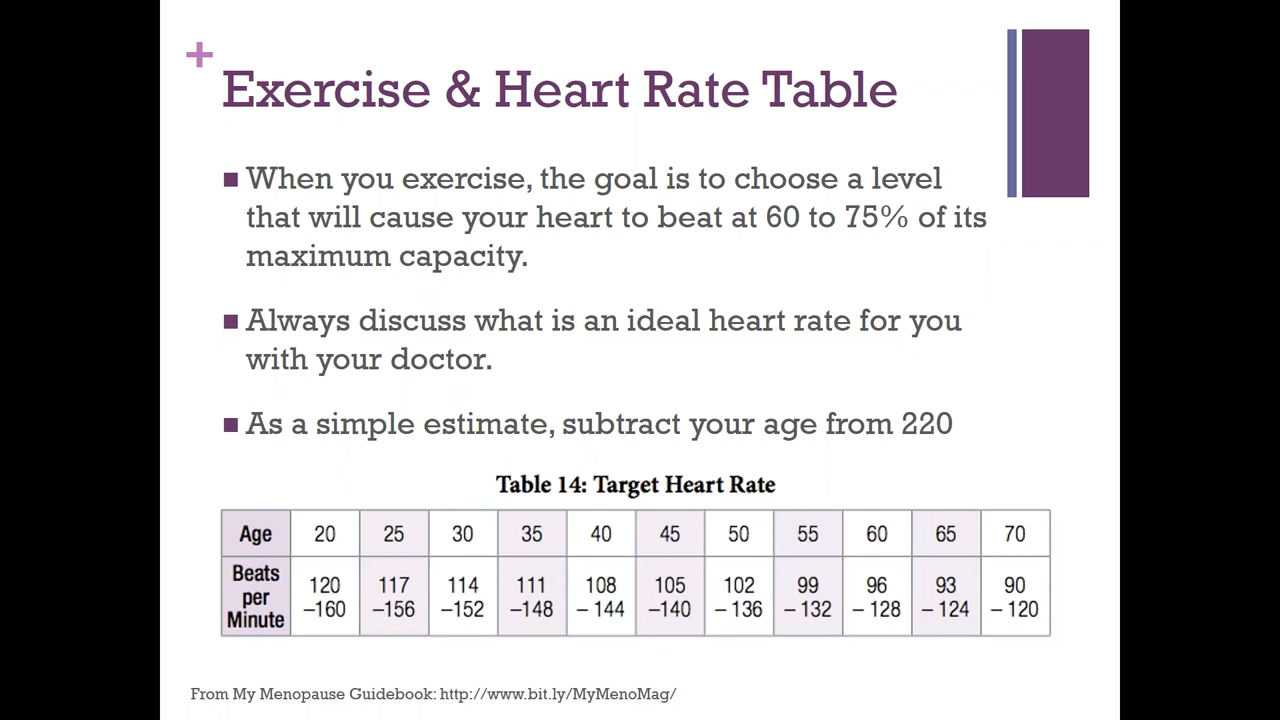 +
Exercise & Heart Rate Table
■ When you exercise, the goal is to choose a level
that will cause your heart to beat at 60 to 75% of its
maximum capacity.
■ Always discuss what is an ideal heart rate for you
with your doctor.
■ As a simple estimate, subtract your age from 220
Table 14: Target Heart Rate
Age 20 25 30 35 40 45 50 55 60 65 70
Beats per Minute 120 –160 117 –156 114 –152 111 –148 108 – 144 105 –140 102 – 136 99 – 132 96 – 128 93 – 124 90 – 120
From My Menopause Guidebook: http://www.bit.ly/MyMenoMag/